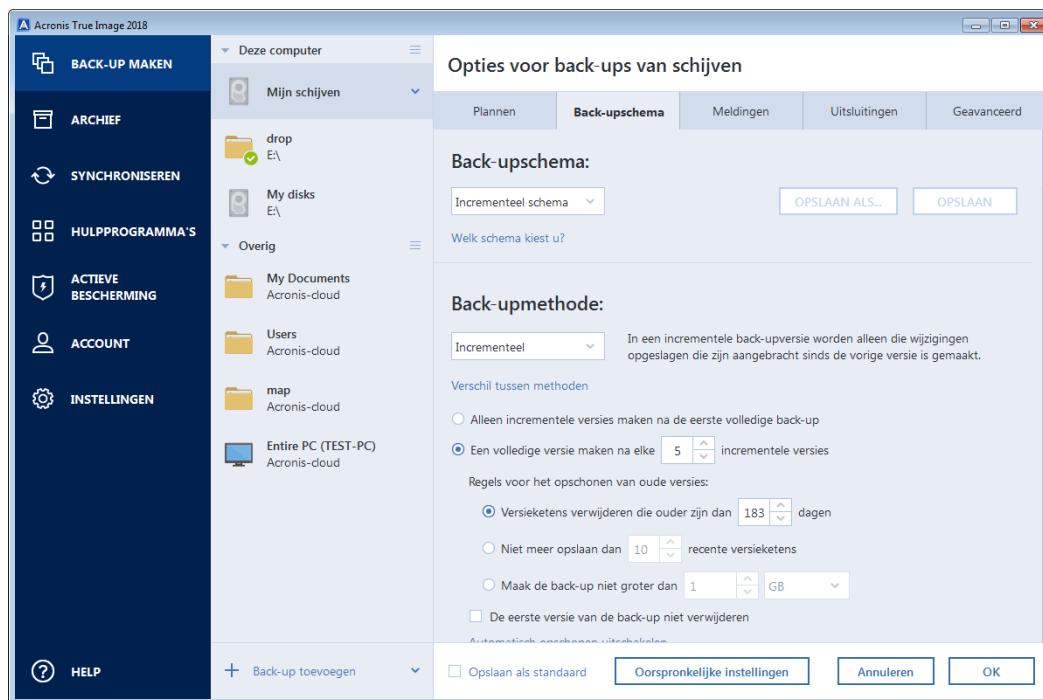 Acronis True Image 2018
BACK-UP MAKEN
ARCHIEF
SYNCHRONISEREN
HULPPROGRAMMA'S
ACTIEVE
BESCHERMING
ACCOUNT
INSTELLINGEN
HELP
Deze computer
Mijn schijven
drop
E:\
My disks
E:\
Overig
My Documents
Acronis-cloud
Users
Acronis-cloud
map
Acronis-cloud
Entire PC (TEST-PC)
Acronis-cloud
Back-up toevoegen
Opties voor back-ups van schijven
Plannen Back-upschema Meldingen Uitsluitingen Geavanceerd
Back-upschema:
Incrementeel schema OPSLAAN ALS... OPSLAAN
Welk schema kiest u?
Back-upmethode:
Incrementeel
In een incrementele back-upversie worden alleen die wijzigingen
opgeslagen die zijn aangebracht sinds de vorige versie is gemaakt.
Verschil tussen methoden
Alleen incrementele versies maken na de eerste volledige back-up
Een volledige versie maken na elke 5 incrementele versies
Regels voor het opschonen van oude versies:
Versieketens verwijderen die ouder zijn dan 183 dagen
Niet meer opslaan dan 10 recente versieketens
Maak de back-up niet groter dan 1 GB
De eerste versie van de back-up niet verwijderen
Automatisch opschonen uitschakelen
Opslaan als standaard Oorspronkelijke instellingen Annuleren OK